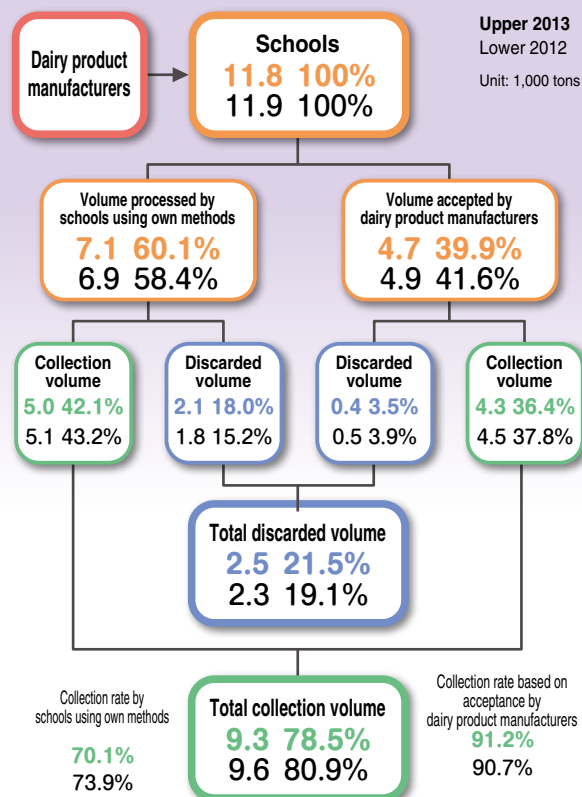 Upper 2013
Lower 2012
Unit: 1,000 tons
Dairy product
manufacturers
Schools
11.8 100%
11.9 100%
Volume processed by
schools using own methods
7.1 60.1%
6.9 58.4%
Volume accepted by
dairy product manufacturers
4.7 39.9%
4.9 41.6%
Collection
volume
5.0 42.1%
5.1 43.2%
Discarded
volume
2.1 18.0%
1.8 15.2%
Discarded
volume
0.4 3.5%
0.5 3.9%
Collection
volume
4.3 36.4%
4.5 37.8%
Total discarded volume
2.5 21.5%
2.3 19.1%
Collection rate by
schools using own methods
70.1%
73.9%
Total collection volume
9.3 78.5%
9.6 80.9%
Collection rate based on
acceptance by
dairy product manufacturers
91.2%
90.7%